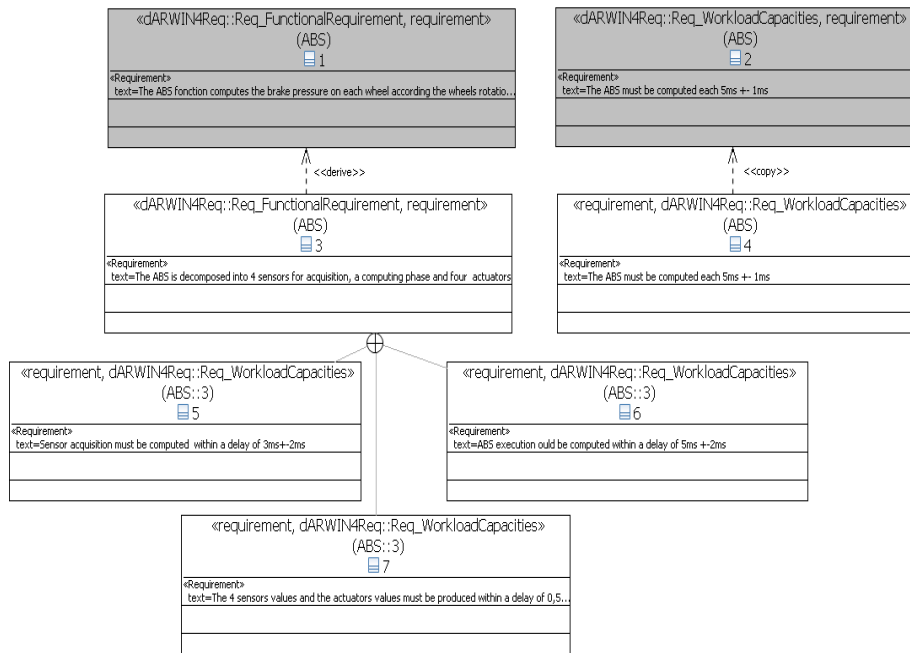 «dARWIN4Req::Req_FunctionalRequirement, requirement»
(ABS)
1
«Requirement»
text=The ABS fonction computes the brake pressure on each wheel according the wheels rotatio...
«dARWIN4Req::Req_WorkloadCapacities, requirement»
(ABS)
2
«Requirement»
text=The ABS must be computed each 5ms +- 1ms
<<derive>>
<<copy>>
«dARWIN4Req::Req_FunctionalRequirement, requirement»
(ABS)
3
«Requirement»
text=The ABS is decomposed into 4 sensors for acquisition, a computing phase and four actuators
«requirement, dARWIN4Req::Req_WorkloadCapacities»
(ABS)
4
«Requirement»
text=The ABS must be computed each 5ms +- 1ms
«requirement, dARWIN4Req::Req_WorkloadCapacities»
(ABS::3)
5
«Requirement»
text=Sensor acquisition must be computed within a delay of 3ms+-2ms
«requirement, dARWIN4Req::Req_WorkloadCapacities»
(ABS::3)
6
«Requirement»
text=ABS execution ould be computed within a delay of 5ms +-2ms
«requirement, dARWIN4Req::Req_WorkloadCapacities»
(ABS::3)
7
«Requirement»
text=The 4 sensors values and the actuators values must be produced within a delay of 0,5...